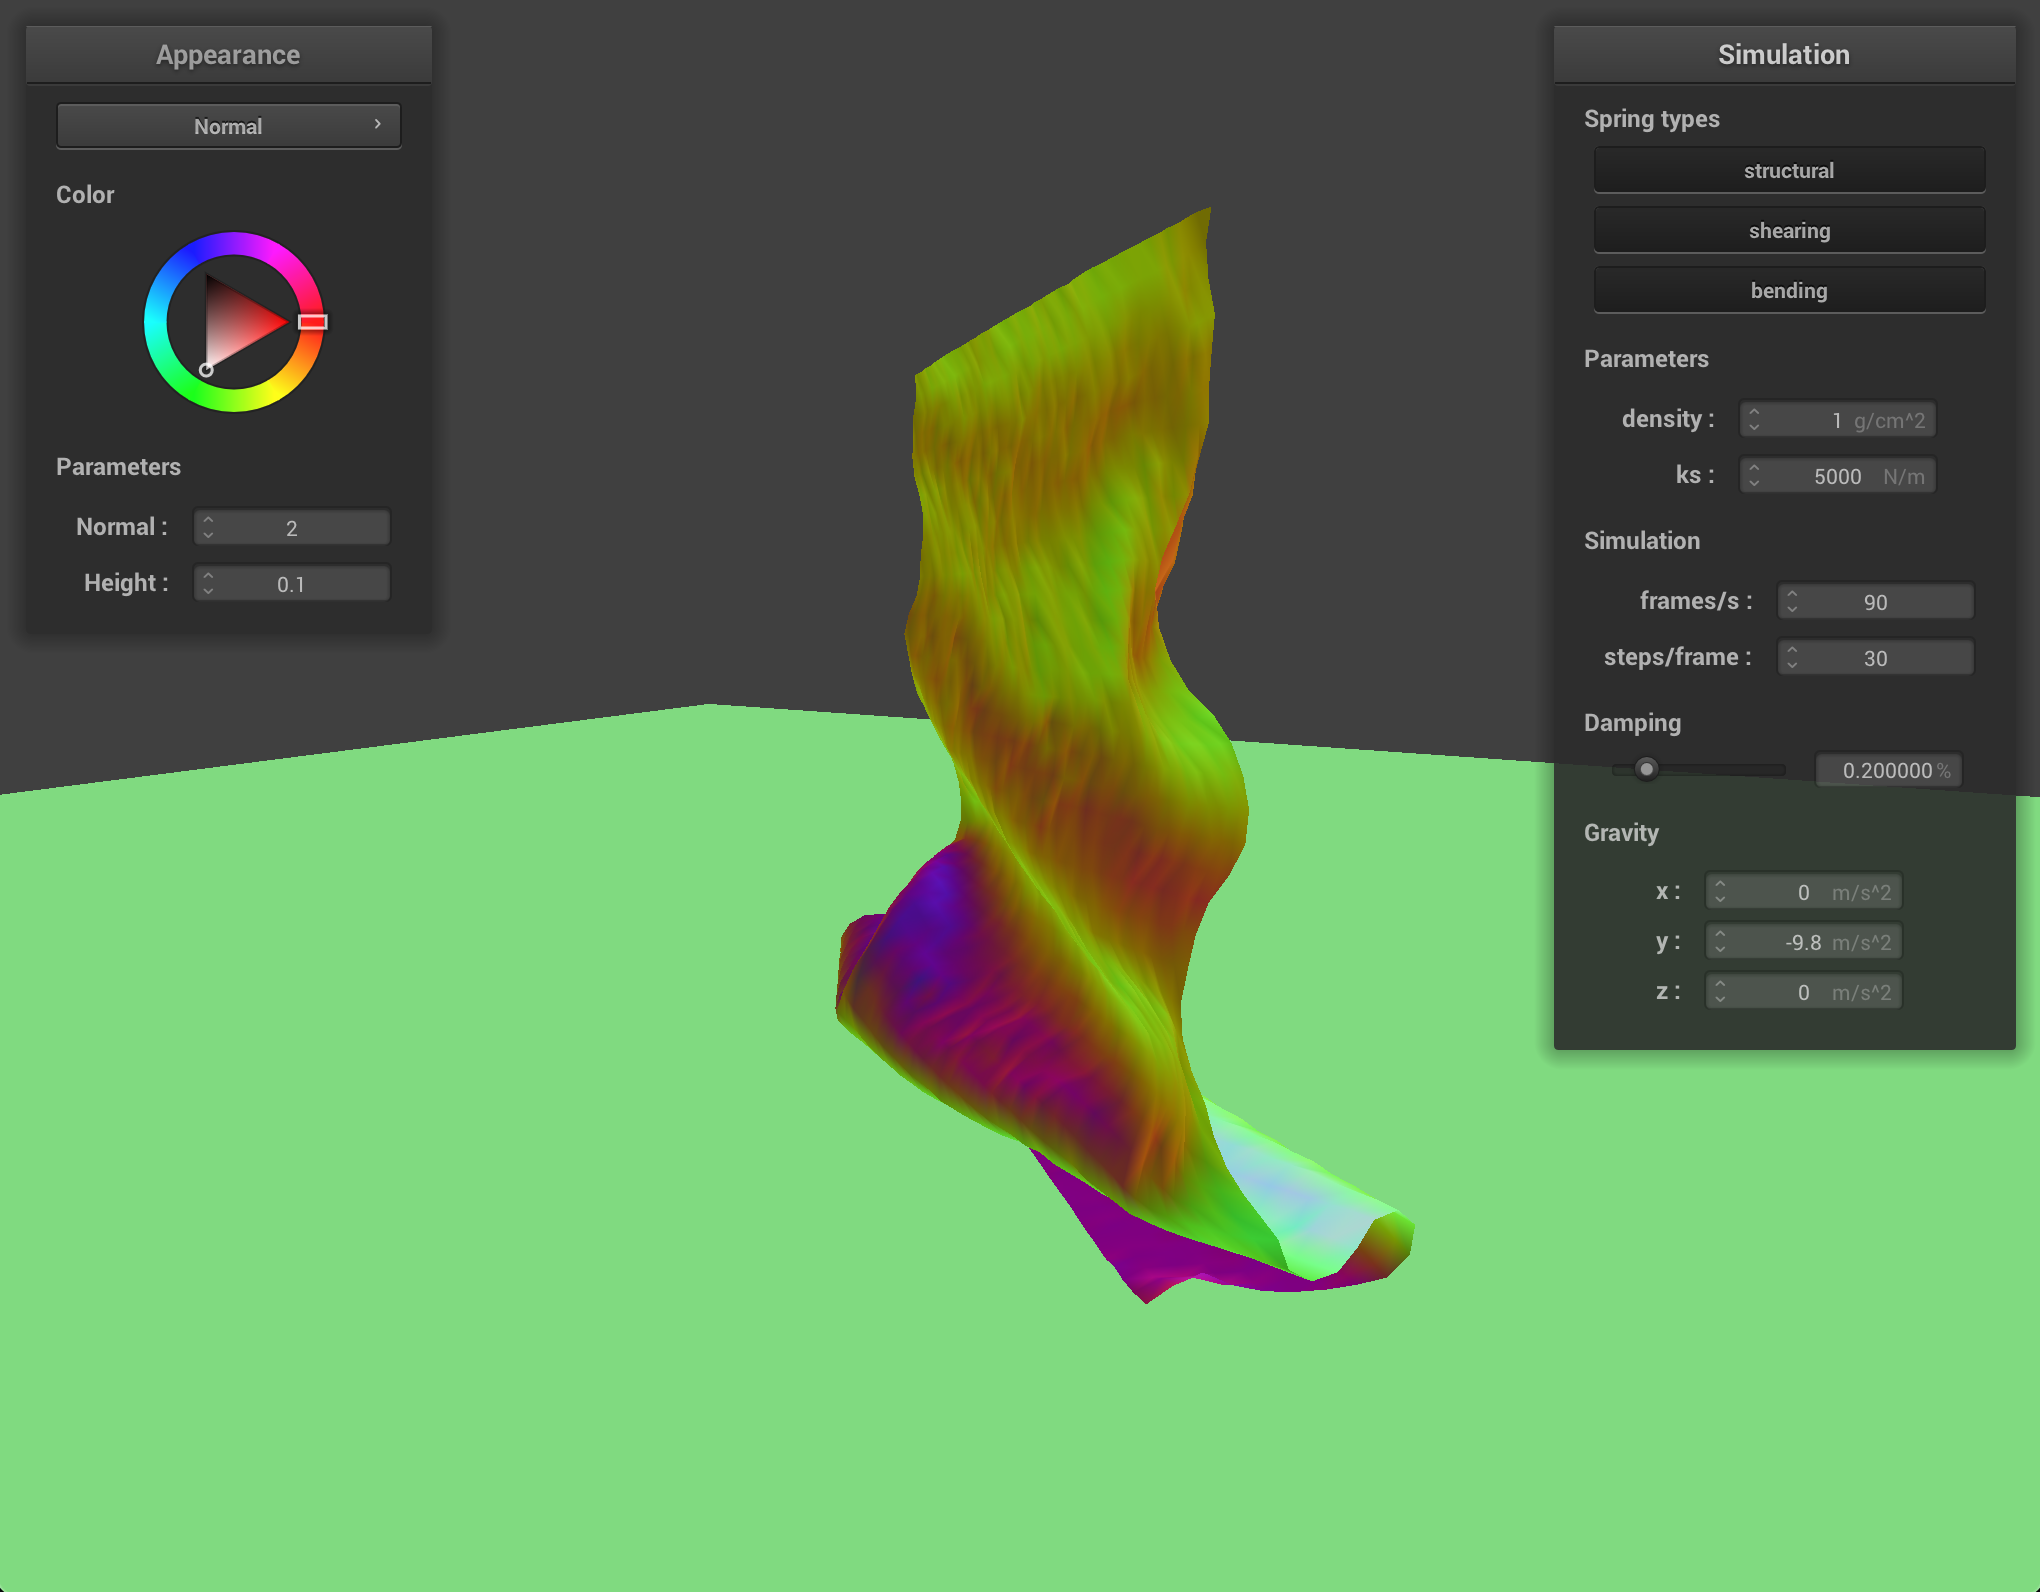 Appearance
Normal
Color
Parameters
Normal : 2
Height : 0.1
Simulation
Spring types
structural
shearing
bending
Parameters
density : 1 g/cm^2
ks : 5000 N/m
Simulation
frames/s : 90
steps/frame : 30
Damping
0.200000 %
Gravity
x : 0 m/s^2
y : -9.8 m/s^2
z : 0 m/s^2